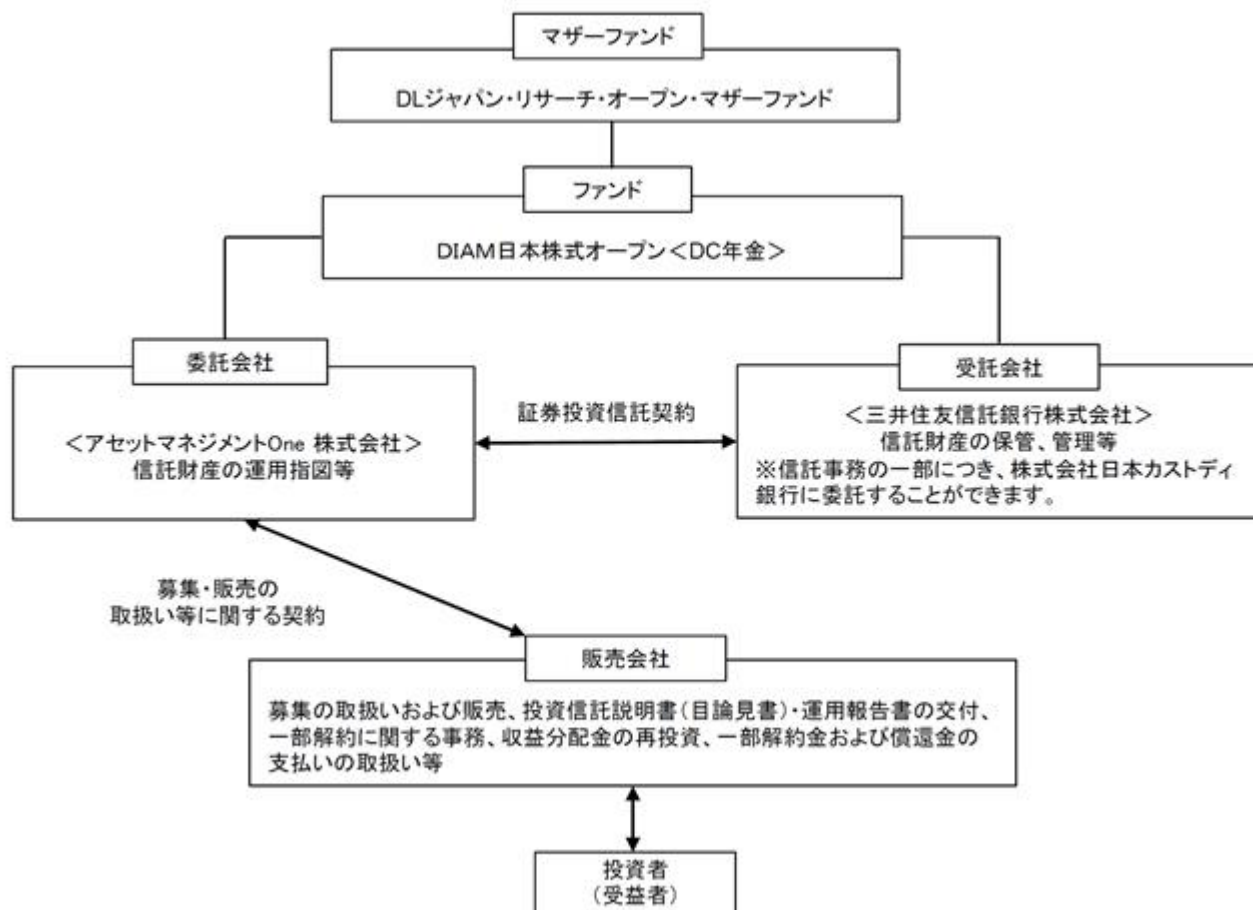 マザーファンド
DLジャパン・リサーチ・オープン・マザーファンド
ファンド
DIAM日本株式オープン＜DC年金＞
委託会社
＜アセットマネジメントOne 株式会社＞
信託財産の運用指図等
証券投資信託契約
受託会社
＜三井住友信託銀行株式会社＞
信託財産の保管、管理等
※信託事務の一部につき、株式会社日本カストディ
銀行に委託することができます。
募集・販売の
取扱い等に関する契約
販売会社
募集の取扱いおよび販売、投資信託説明書（目論見書）・運用報告書の交付、
一部解約に関する事務、収益分配金の再投資、一部解約金および償還金の
支払いの取扱い等
投資者
（受益者）